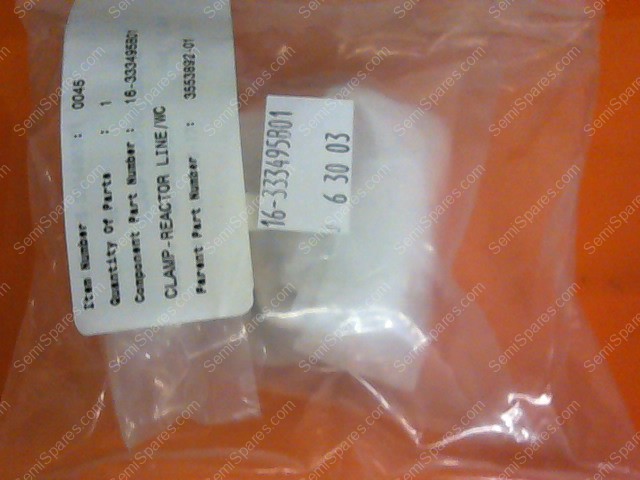 Item Number : 0045
Quantity Of Parts : 1
Component Part Number : 16-333495B01
CLAMP-REACTOR LINE/WC
Parent Part Number : 3553892-01
16-333495B01
6 30 03
SemiSpares.com